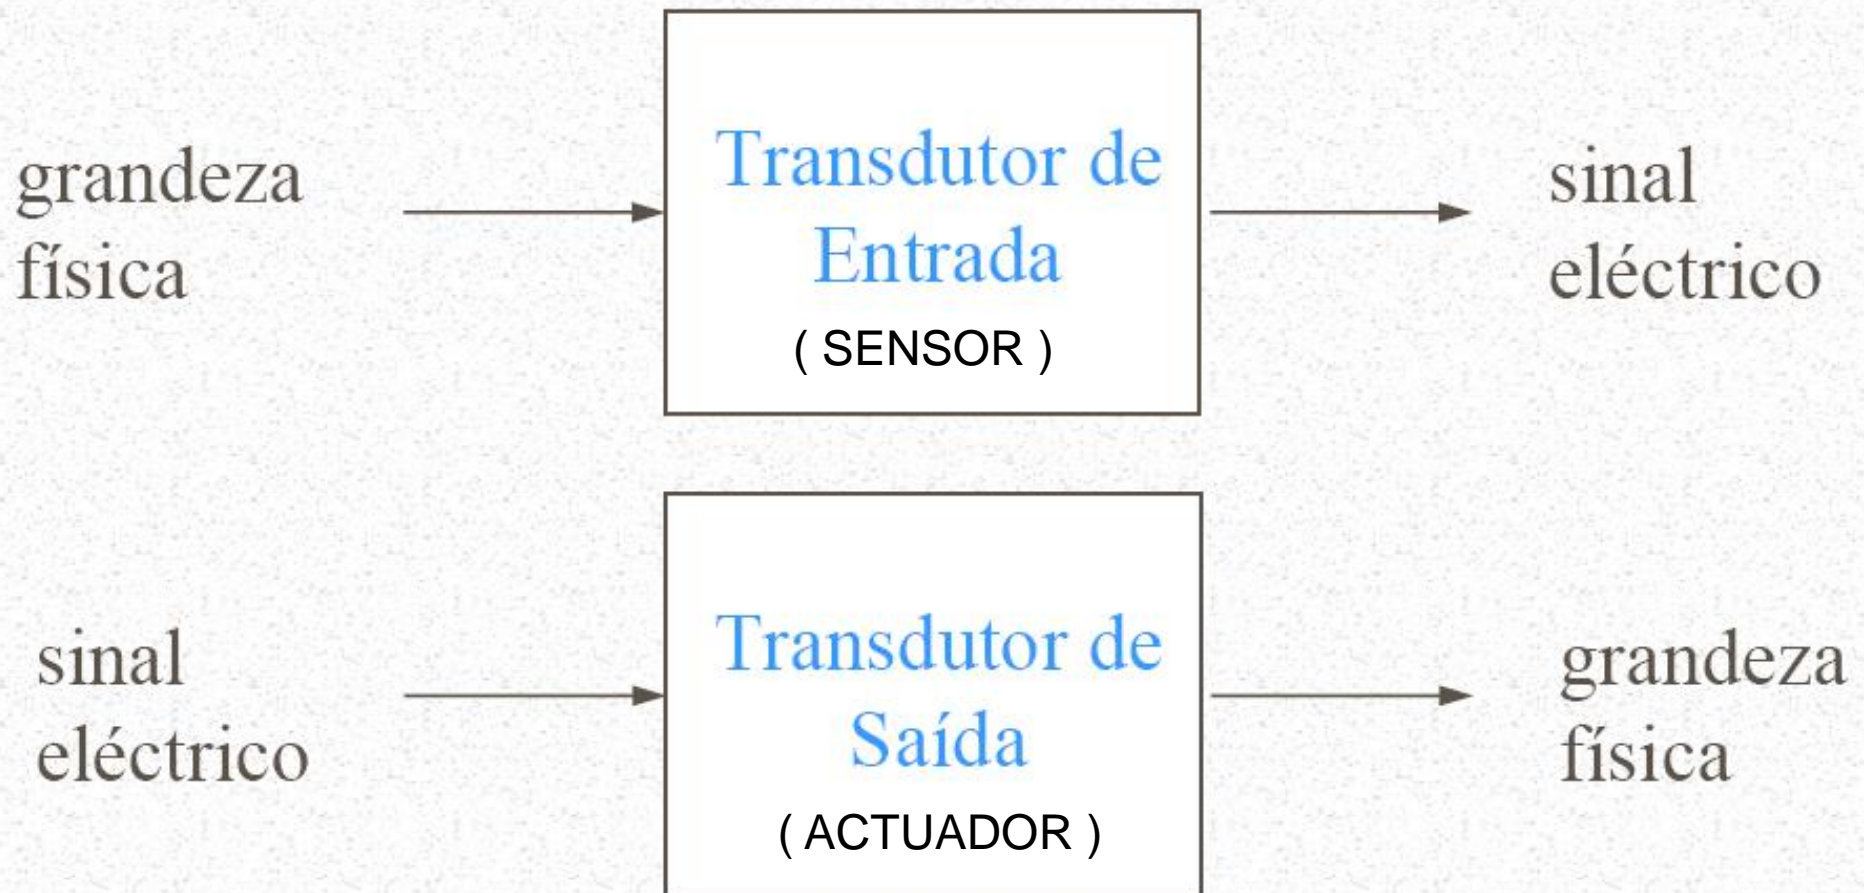 grandeza
física
Transdutor de
Entrada
( SENSOR )
sinal
eléctrico
sinal
eléctrico
Transdutor de
Saída
( ACTUADOR )
grandeza
física